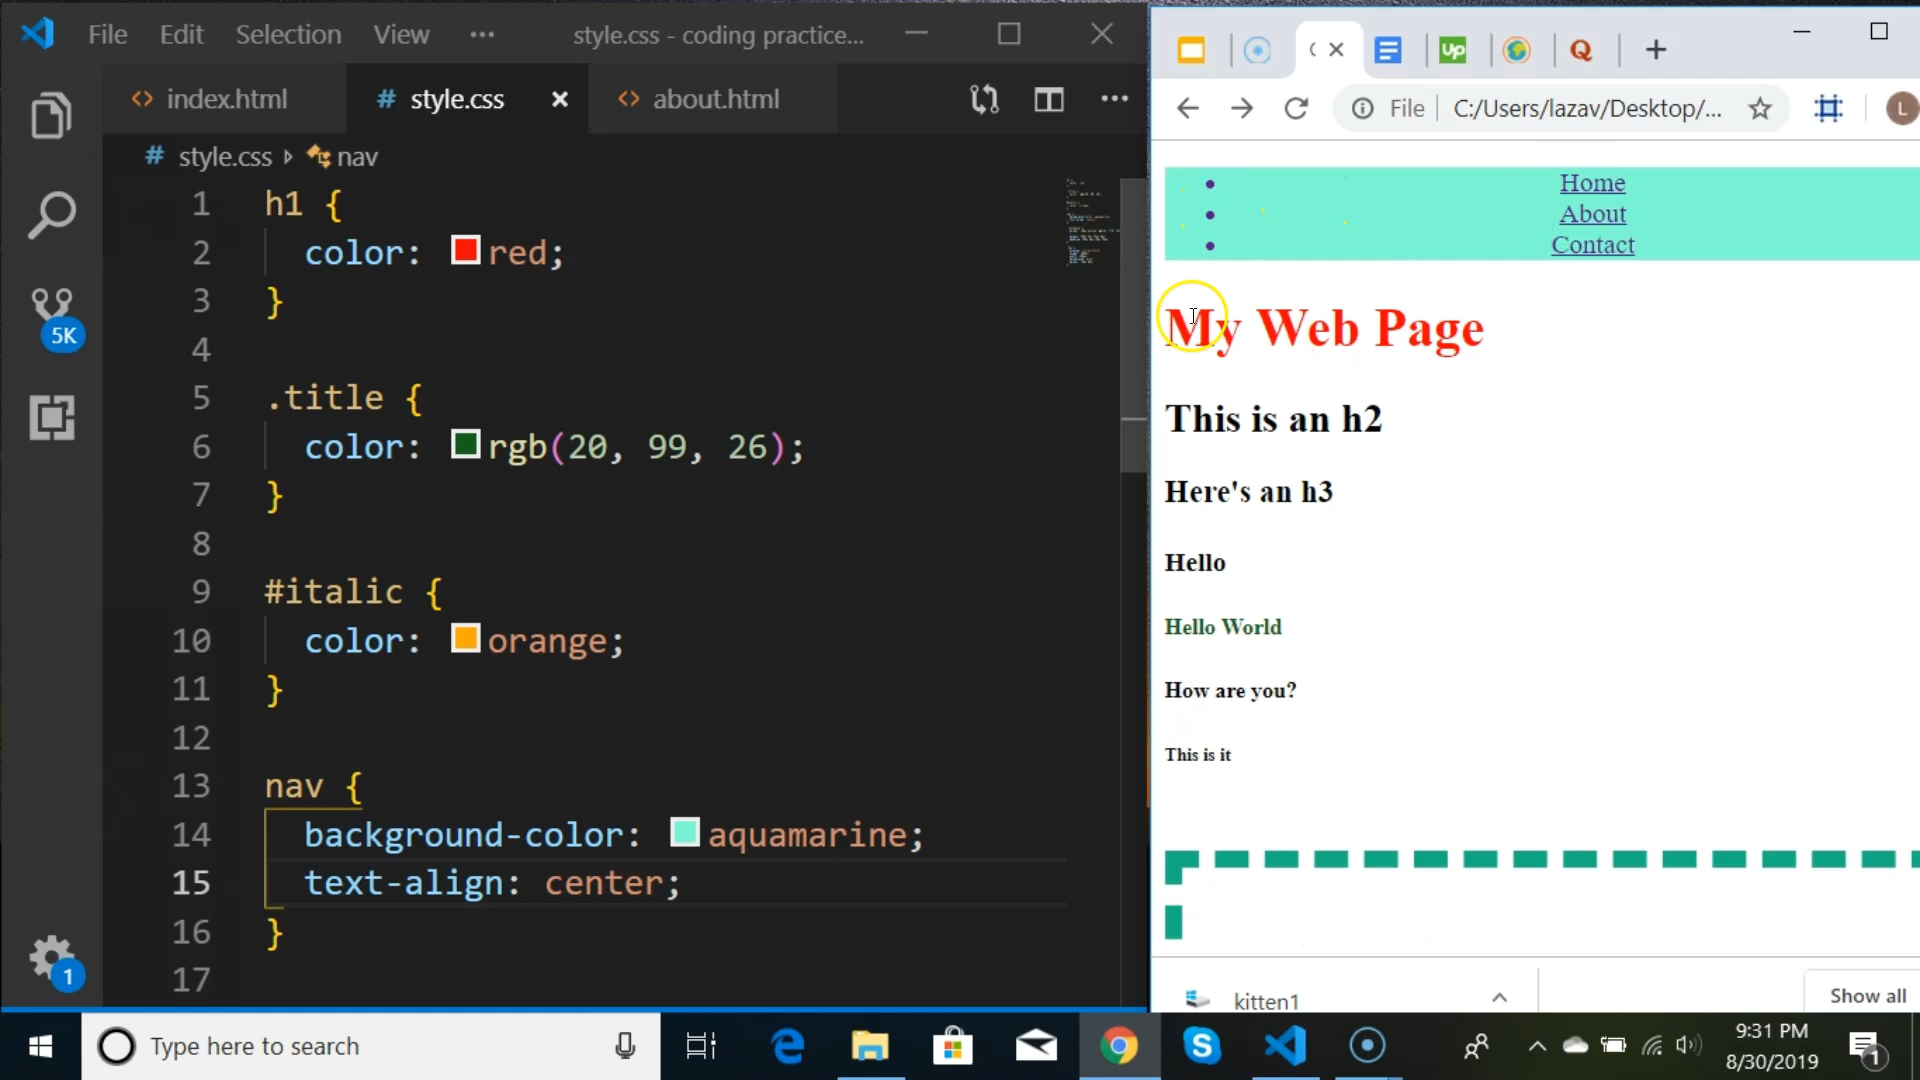 File Edit Selection View ··· style.css - coding practice...
index.html # style.css about.html
# style.css nav
1 h1 {
2 color: red;
3 }
4
5 .title {
6 color: rgb(20, 99, 26);
7 }
8
9 #italic {
10 color: orange;
11 }
12
13 nav {
14 background-color: aquamarine;
15 text-align: center;
16 }
17
5K
1
Up
Q
File C:/Users/lazav/Desktop/...
L
• Home
• About
• Contact
My Web Page
This is an h2
Here's an h3
Hello
Hello World
How are you?
This is it
kitten1
Show all
Type here to search
9:31 PM
8/30/2019
1